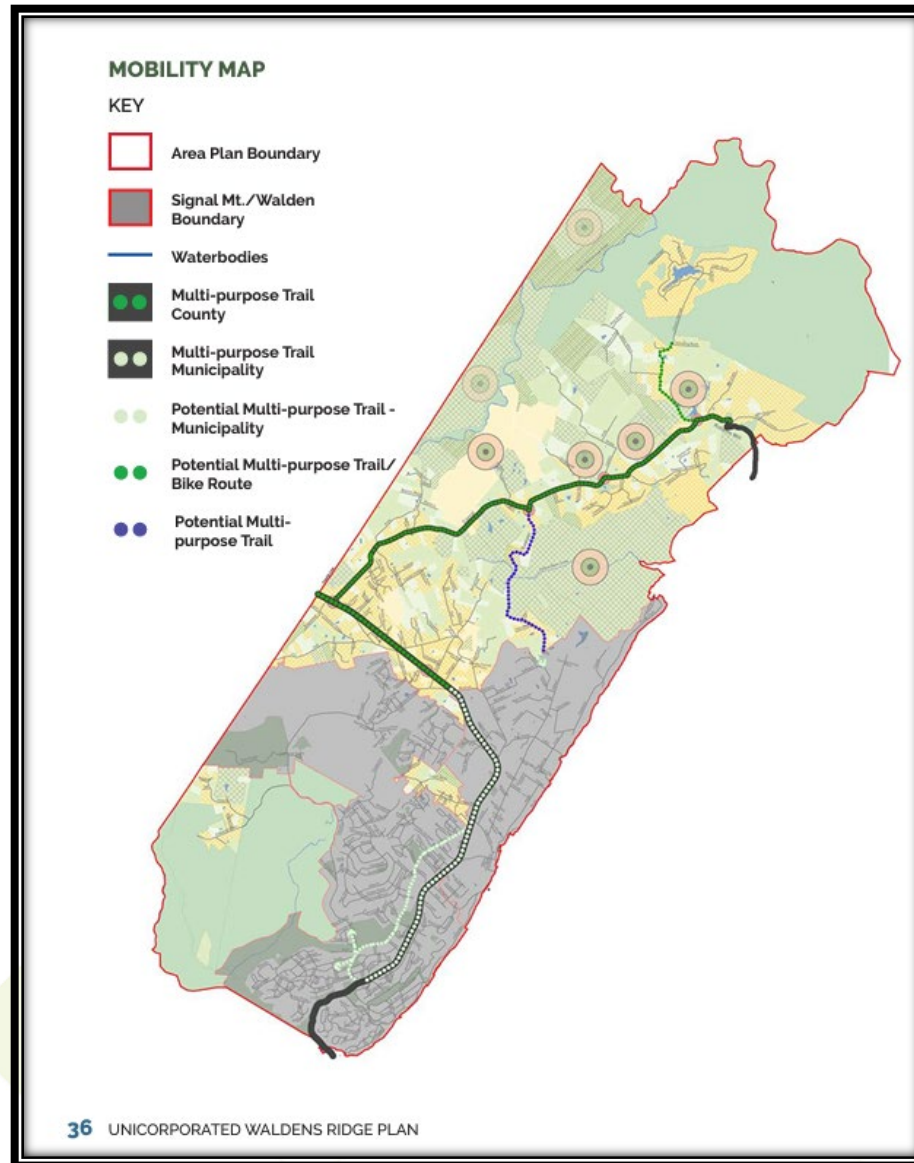 MOBILITY MAP
KEY
Area Plan Boundary
Signal Mt./Walden
Boundary
Waterbodies
Multi-purpose Trail
County
Multi-purpose Trail
Municipality
Potential Multi-purpose Trail -
Municipality
Potential Multi-purpose Trail/
Bike Route
Potential Multi-
purpose Trail
36 UNICORPORATED WALDENS RIDGE PLAN